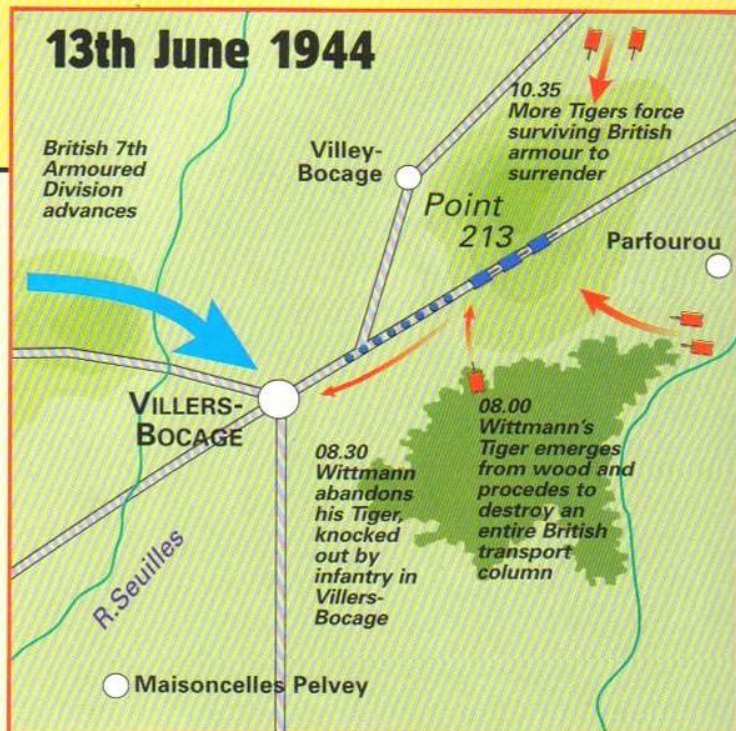 13th June 1944
British 7th
Armoured
Division
advances
Villey-
Bocage
10.35
More Tigers force
surviving British
armour to
surrender
Point
213
Parfourou
VILLERS-
BOCAGE
08.30
Wittmann
abandons
his Tiger,
knocked
out by
infantry in
Villers-
Bocage
08.00
Wittmann's
Tiger emerges
from wood and
procedes to
destroy an
entire British
transport
column
R.Seuilles
Maisoncelles Pelvey